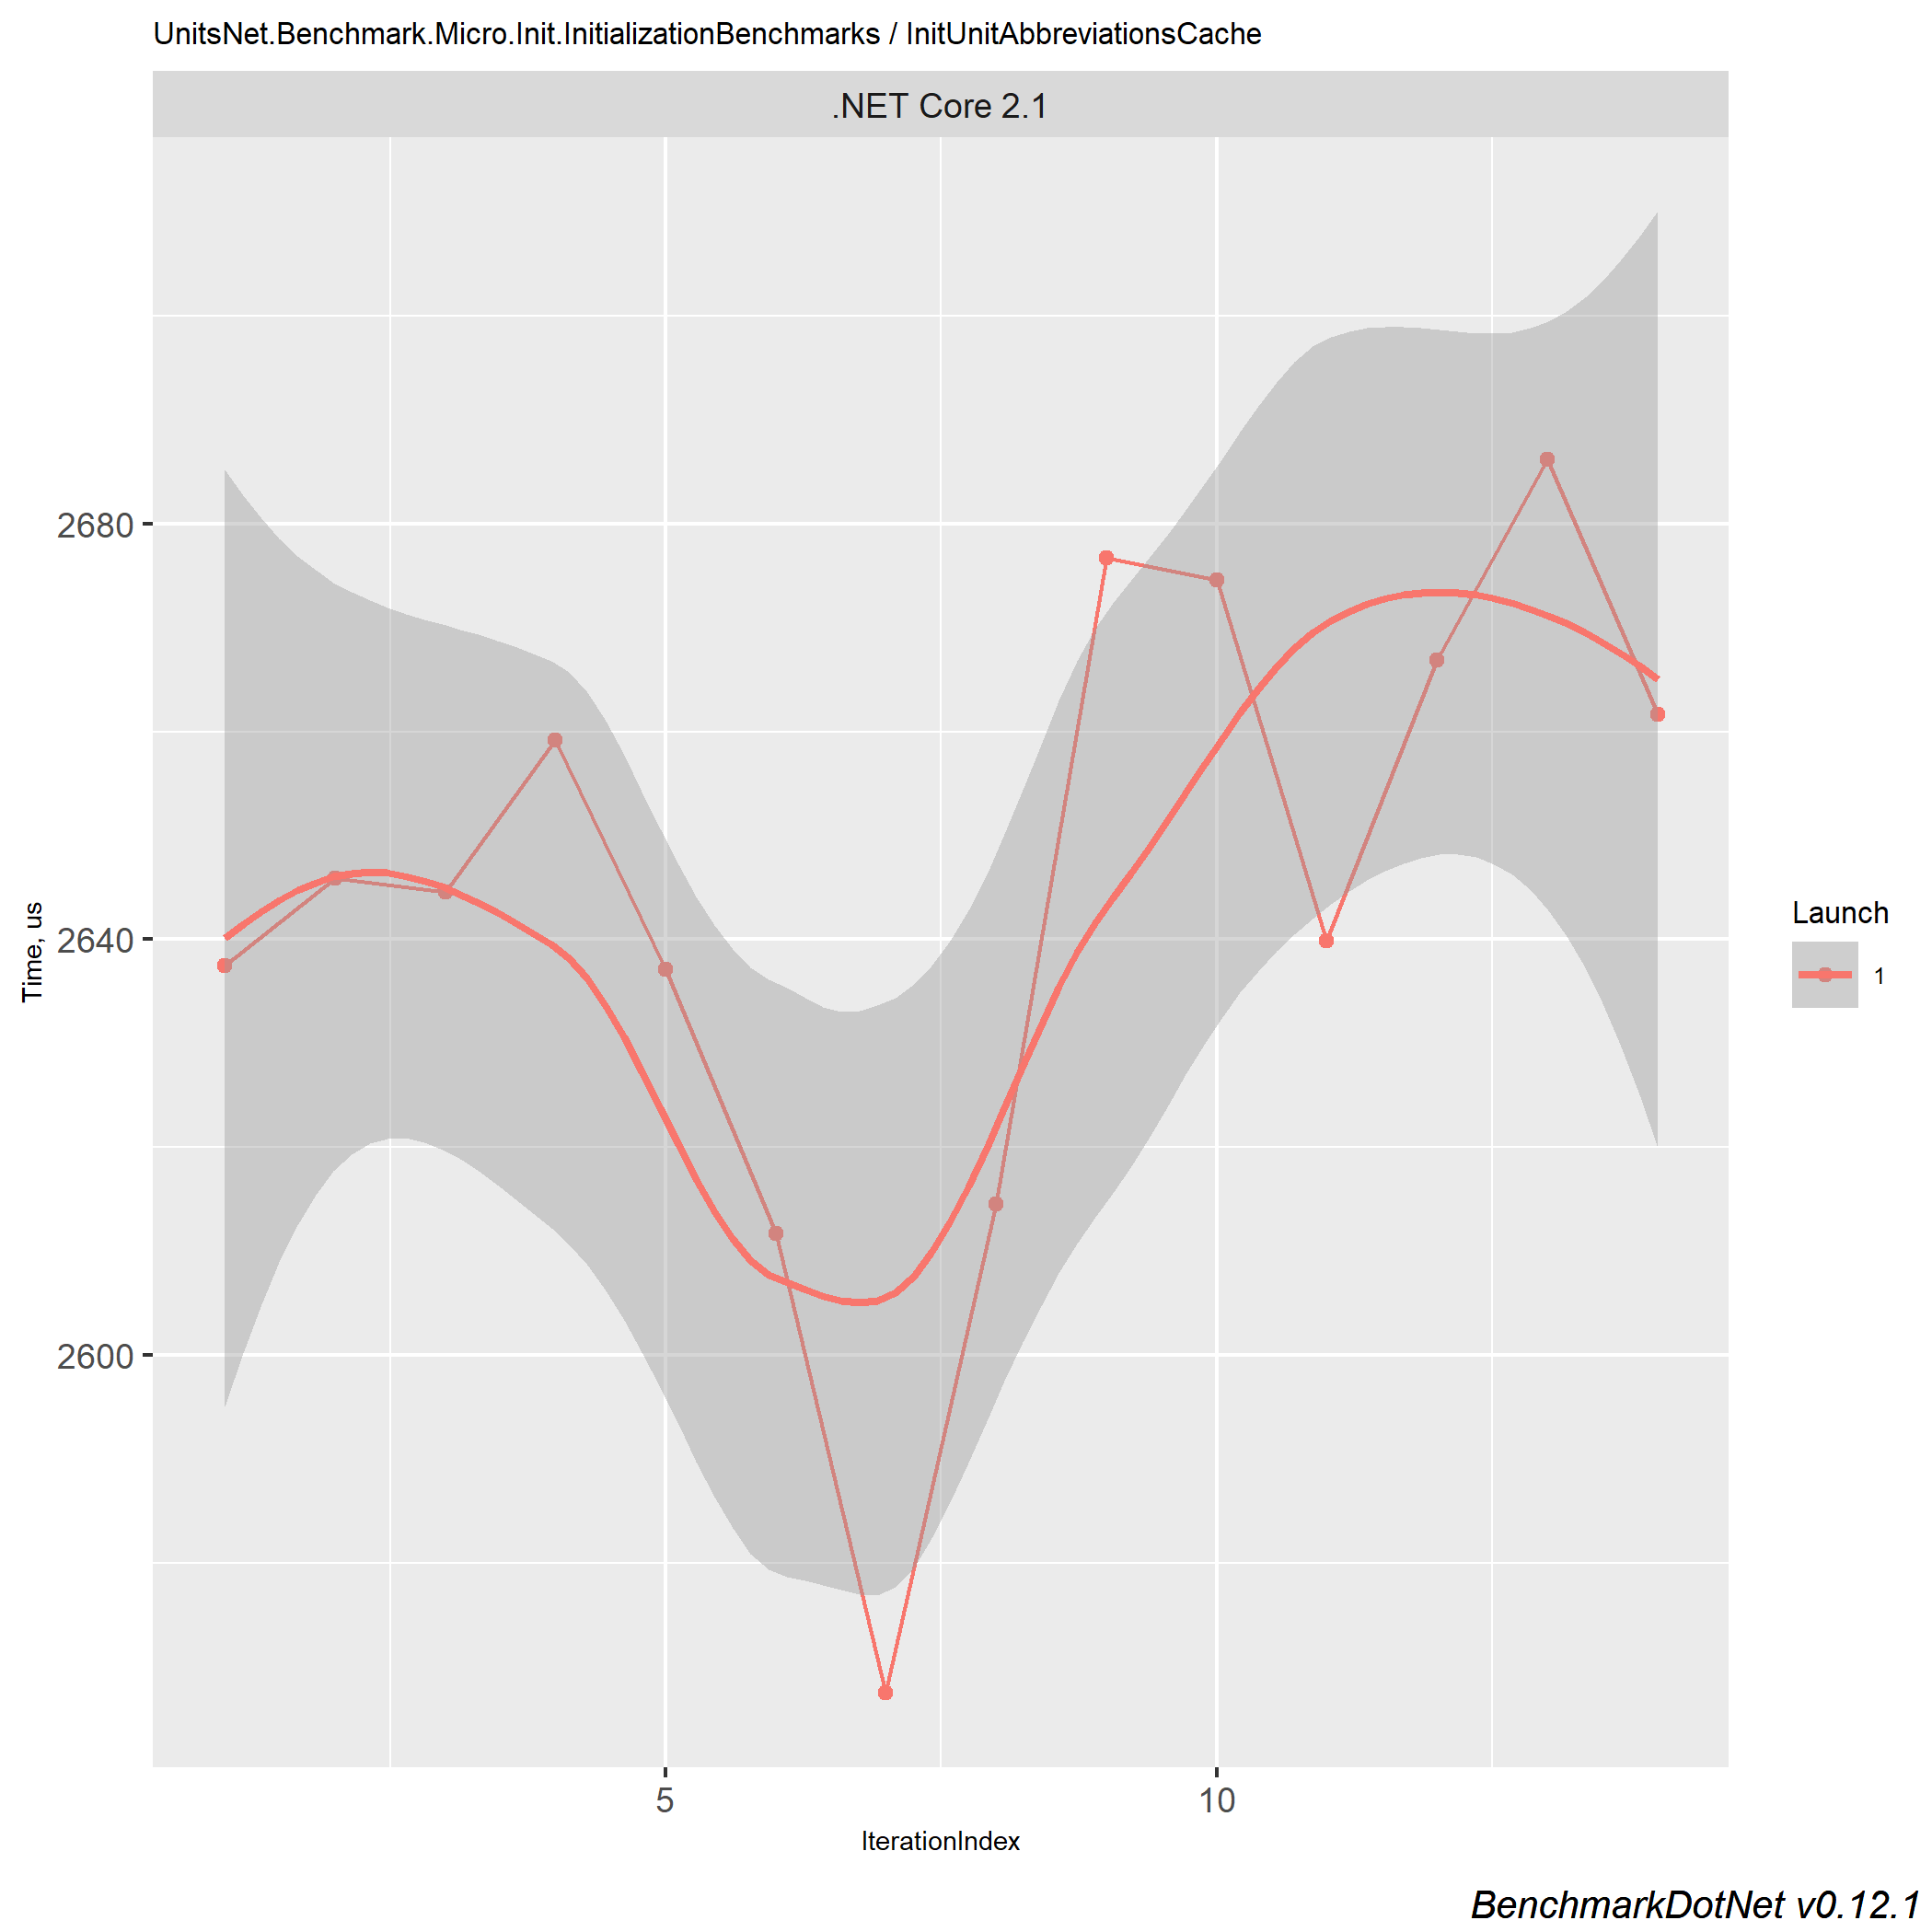 UnitsNet.Benchmark.Micro.Init.InitializationBenchmarks / InitUnitAbbreviationsCache
.NET Core 2.1
2680
2640
2600
Time, us
5
10
IterationIndex
Launch
1
BenchmarkDotNet v0.12.1